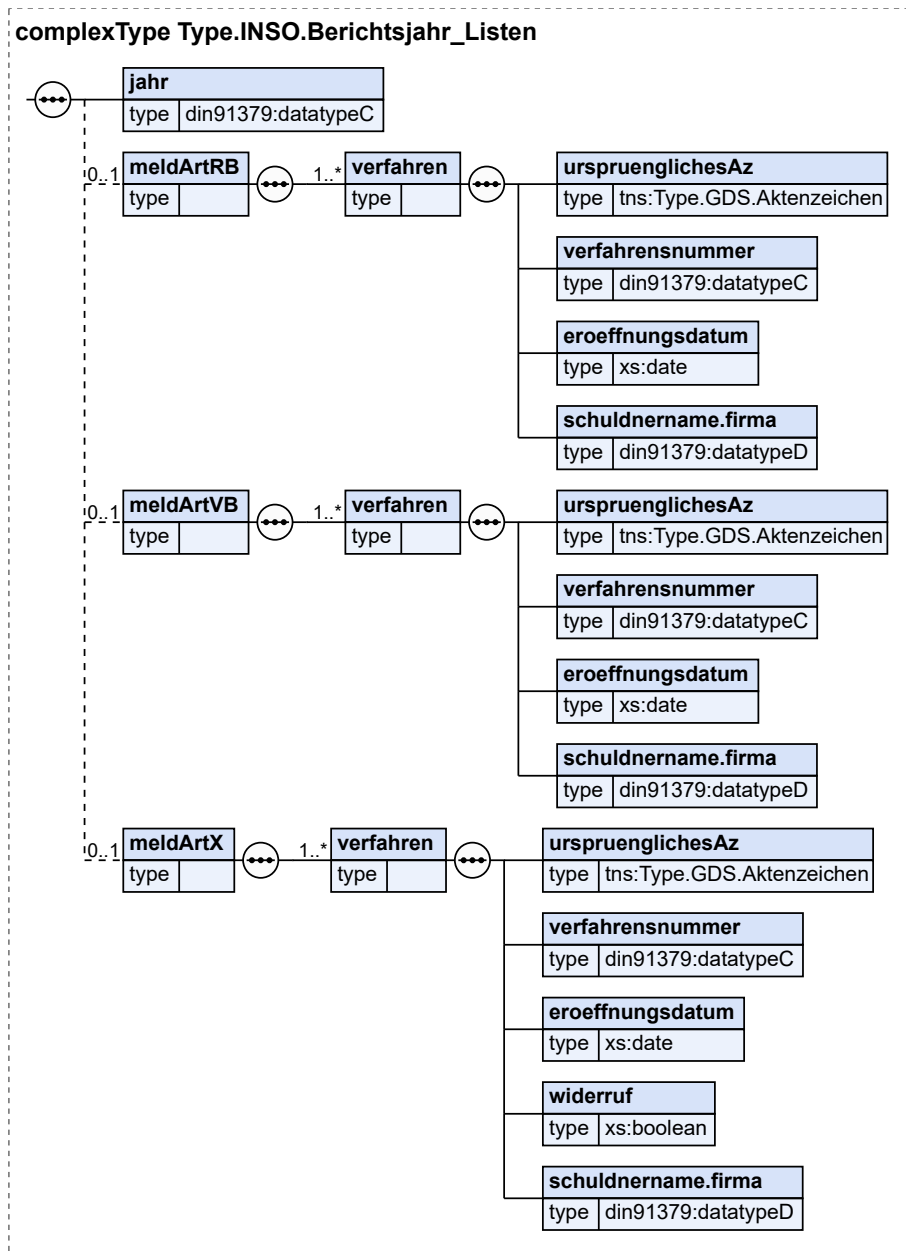 complexType Type.INSO.Berichtsjahr_Listen
jahr
type din91379:datatypeC
0..1 meldArtRB 1..* verfahren urspruenglichesAz
type type type tns:Type.GDS.Aktenzeichen
verfahrensnummer
type din91379:datatypeC
eroeffnungsdatum
type xs:date
schuldnername.firma
type din91379:datatypeD
0..1 meldArtVB 1..* verfahren urspruenglichesAz
type type type tns:Type.GDS.Aktenzeichen
verfahrensnummer
type din91379:datatypeC
eroeffnungsdatum
type xs:date
schuldnername.firma
type din91379:datatypeD
0..1 meldArtX 1..* verfahren urspruenglichesAz
type type type tns:Type.GDS.Aktenzeichen
verfahrensnummer
type din91379:datatypeC
eroeffnungsdatum
type xs:date
widerruf
type xs:boolean
schuldnername.firma
type din91379:datatypeD